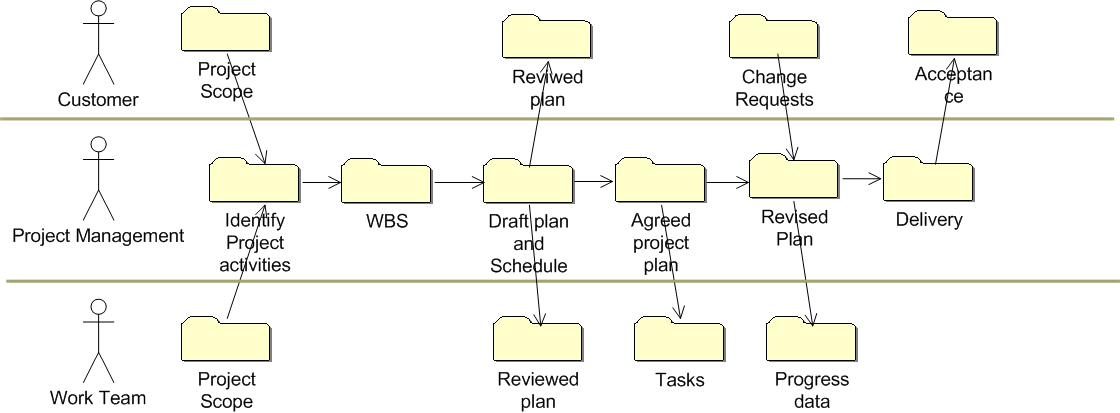 Customer
Project
Scope
Reviwed
plan
Change
Requests
Acceptan
ce
Project Management
Identify
Project
activities
WBS
Draft plan
and
Schedule
Agreed
project
plan
Revised
Plan
Delivery
Work Team
Project
Scope
Reviewed
plan
Tasks
Progress
data